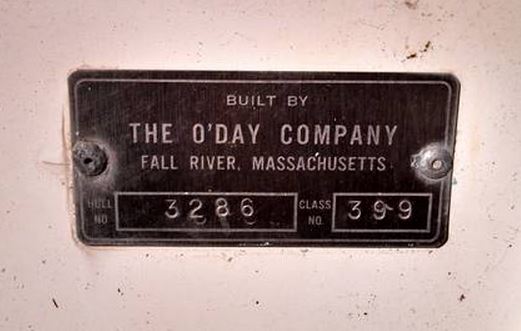 BUILT BY
THE O'DAY COMPANY
FALL RIVER, MASSACHUSETTS
HULL NO 3286 CLASS NO. 399